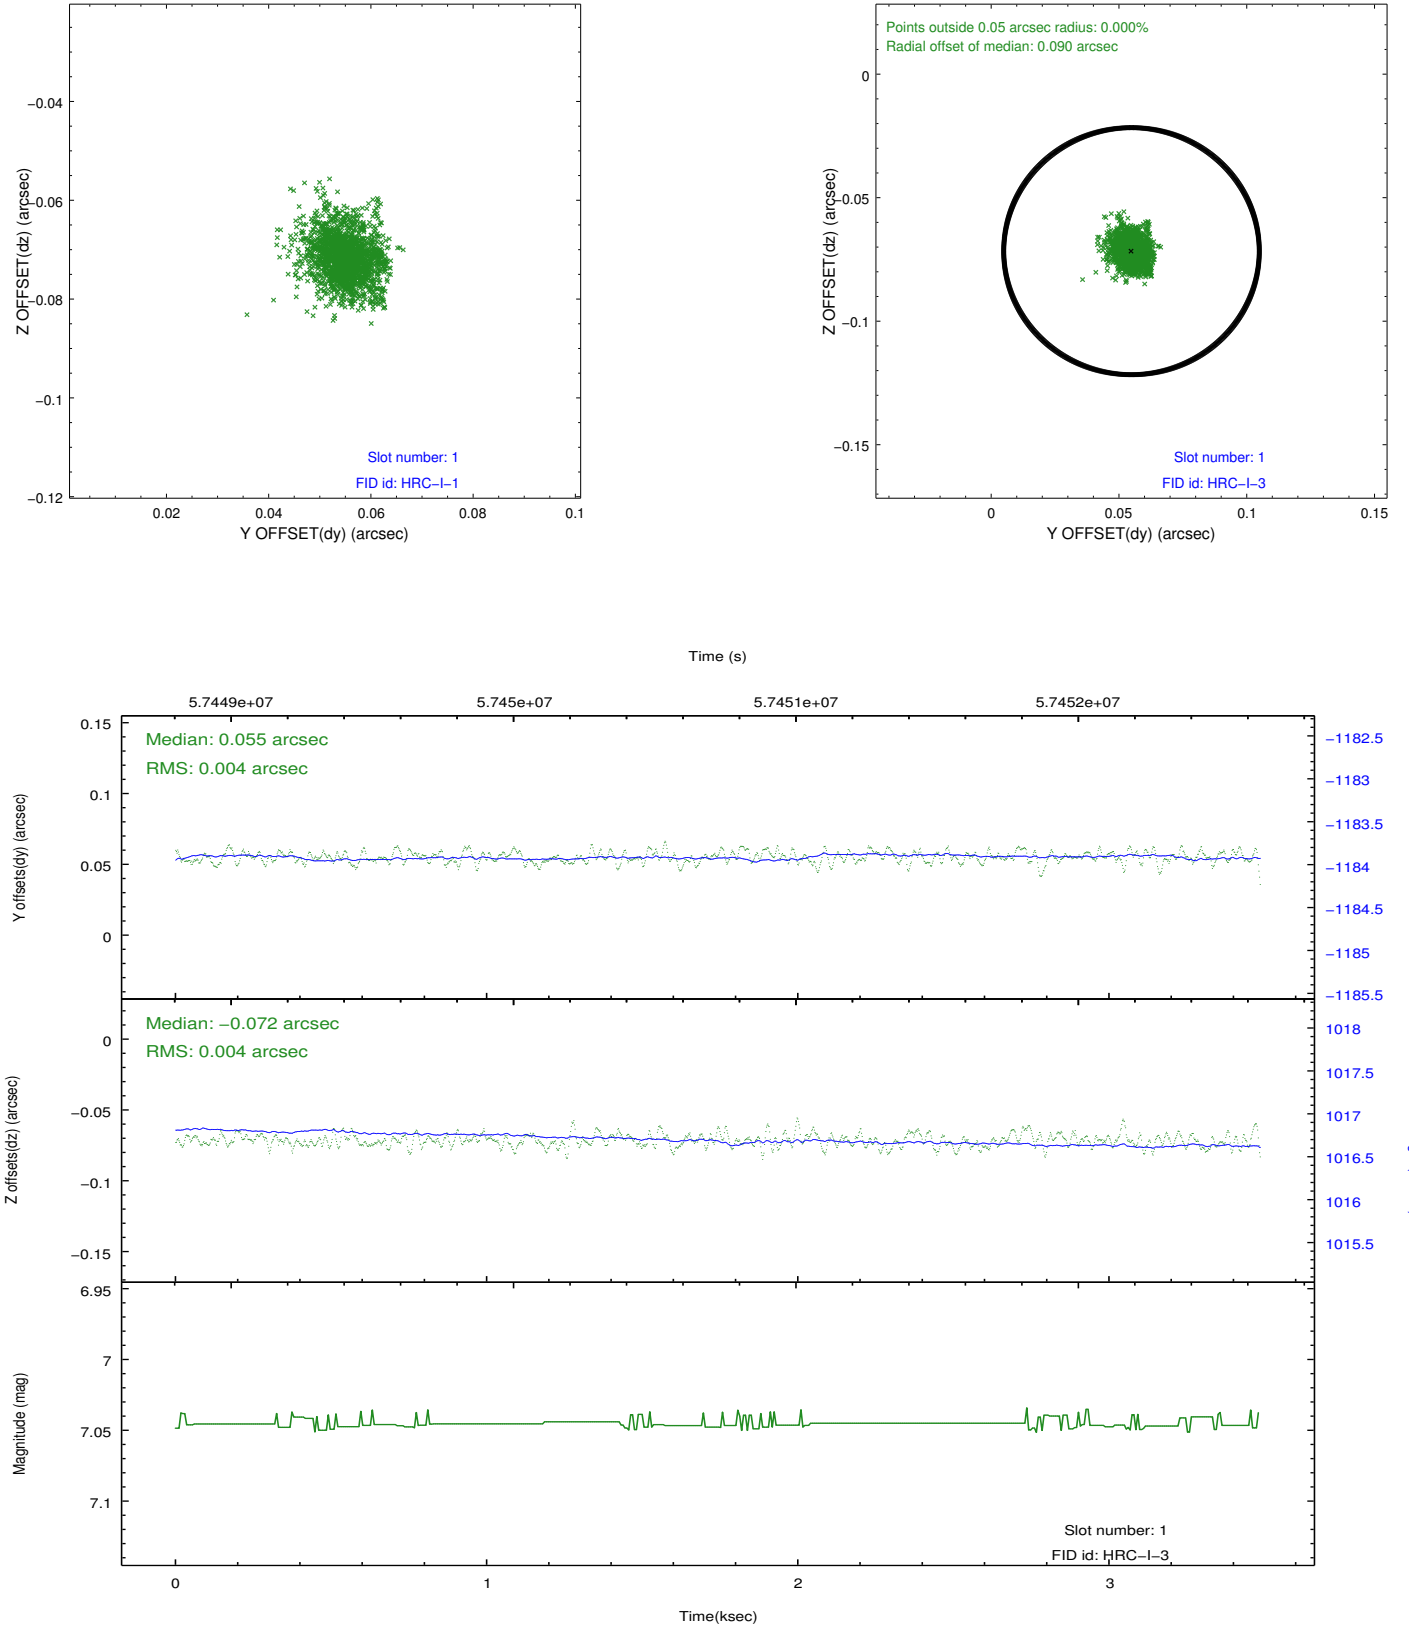 −0.04
−0.06
−0.08
−0.1
−0.12
Z OFFSET(dz) (arcsec)
Slot number: 1
FID id: HRC−I−1
0.02
0.04
0.06
0.08
0.1
Y OFFSET(dy) (arcsec)
Points outside 0.05 arcsec radius: 0.000%
Radial offset of median: 0.090 arcsec
0
−0.05
−0.1
−0.15
Z OFFSET(dz) (arcsec)
Slot number: 1
FID id: HRC−I−3
0
0.05
0.1
0.15
Y OFFSET(dy) (arcsec)
Time (s)
5.7449e+07
5.745e+07
5.7451e+07
5.7452e+07
Median: 0.055 arcsec
RMS: 0.004 arcsec
0.15
0.1
0.05
0
Y offsets(dy) (arcsec)
−1182.5
−1183
−1183.5
−1184
−1184.5
−1185
−1185.5
Median: −0.072 arcsec
RMS: 0.004 arcsec
0
−0.05
−0.1
−0.15
Z offsets(dz) (arcsec)
1018
1017.5
1017
1016.5
1016
1015.5
6.95
7
7.05
7.1
Magnitude (mag)
Slot number: 1
FID id: HRC−I−3
0
1
2
3
Time(ksec)